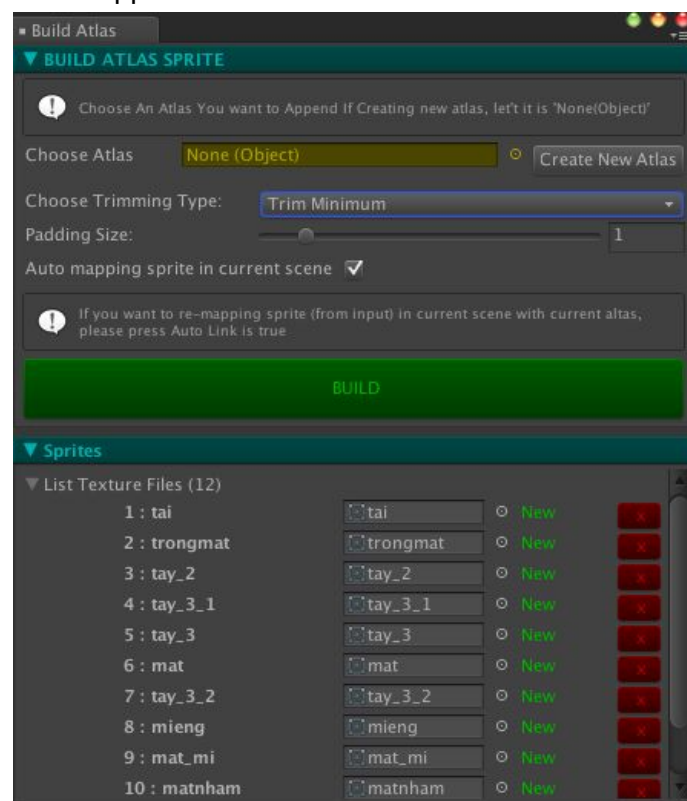 Build Atlas
BUILD ATLAS SPRITE
Choose An Atlas You want to Append If Creating new atlas, let't it is 'None(Object)'
Choose Atlas None (Object) Create New Atlas
Choose Trimming Type: Trim Minimum
Padding Size: 1
Auto mapping sprite in current scene
If you want to re-mapping sprite (from input) in current scene with current altas,
please press Auto Link is true
BUILD
Sprites
List Texture Files (12)
1 : tai tai New x
2 : trongmat trongmat New x
3 : tay_2 tay_2 New x
4 : tay_3_1 tay_3_1 New x
5 : tay_3 tay_3 New x
6 : mat mat New x
7 : tay_3_2 tay_3_2 New x
8 : mieng mieng New x
9 : mat_mi mat_mi New x
10 : matnham matnham New x